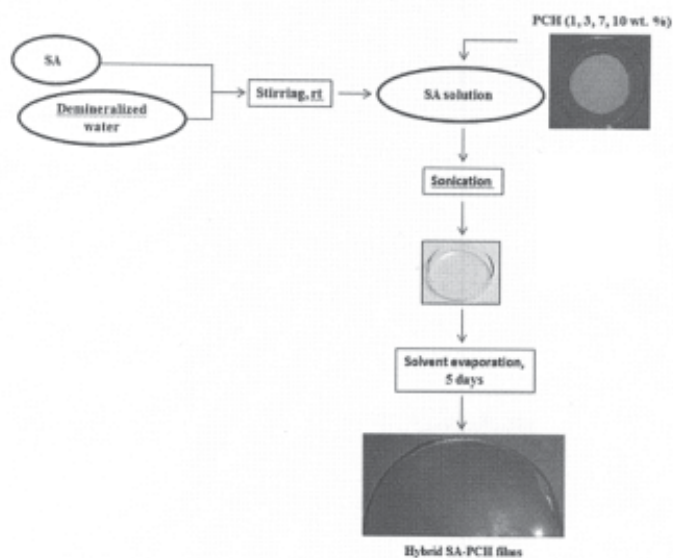 PCH (1, 3, 7, 10 wt. %)
SA
Demineralized
water
Stirring, rt
SA solution
Sonication
Solvent evaporation,
5 days
Hybrid SA-PCH films